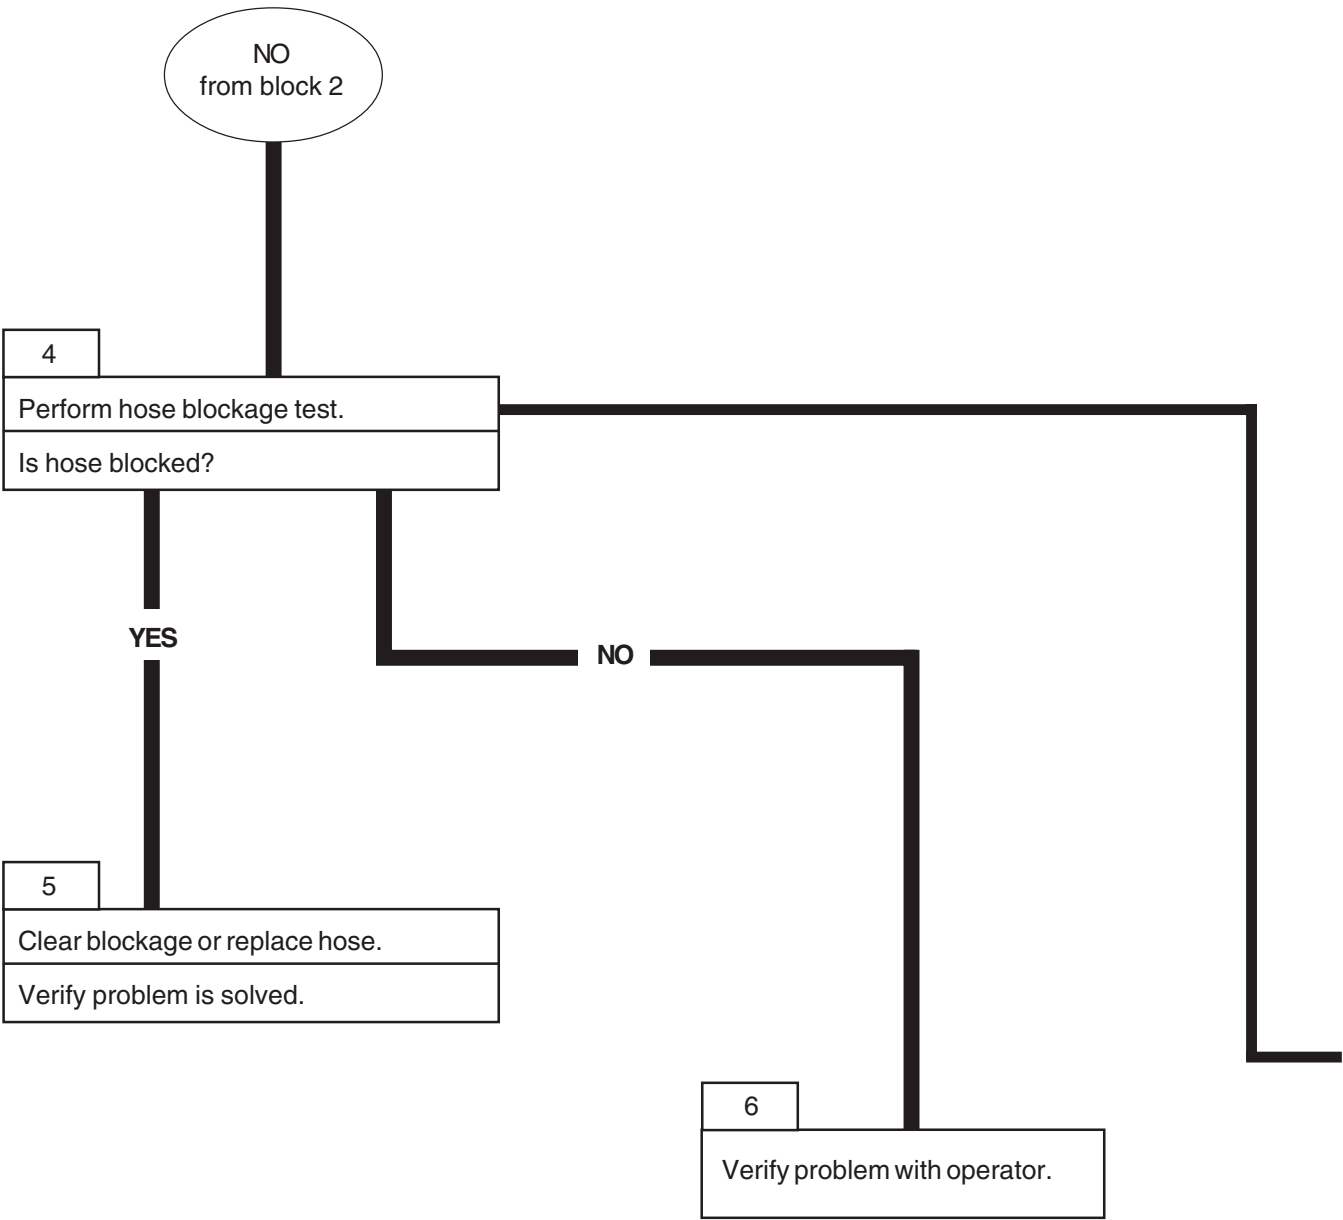 NO
from block 2
4
Perform hose blockage test.
Is hose blocked?
YES
NO
5
Clear blockage or replace hose.
Verify problem is solved.
6
Verify problem with operator.